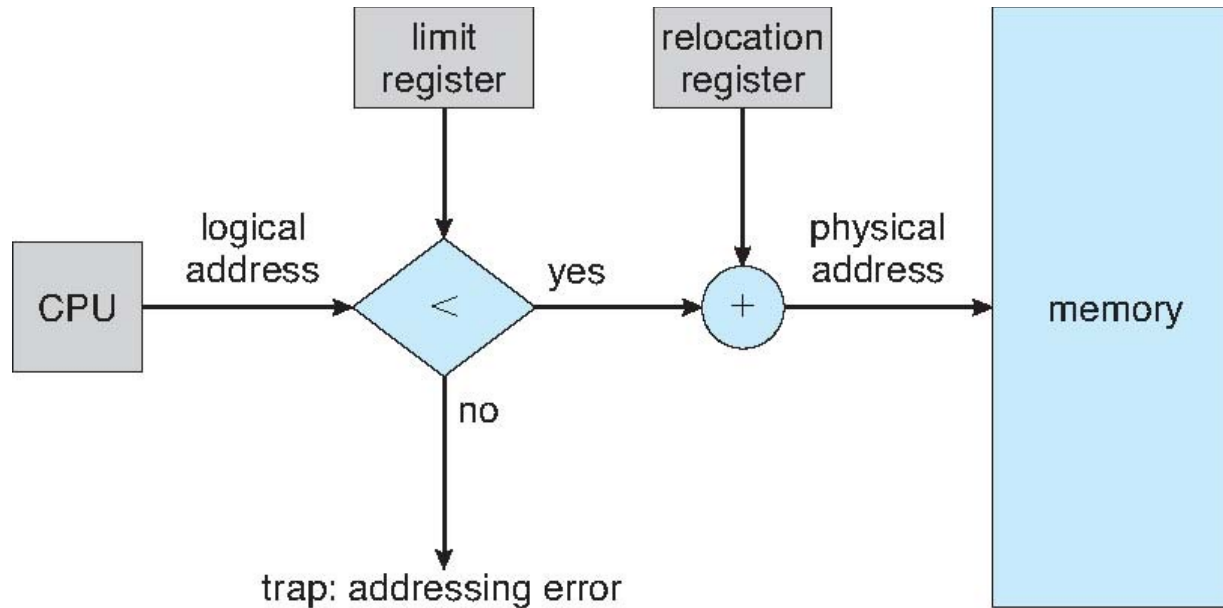 limit
register
relocation
register
logical
address
physical
address
CPU
<
yes
+
memory
no
trap: addressing error